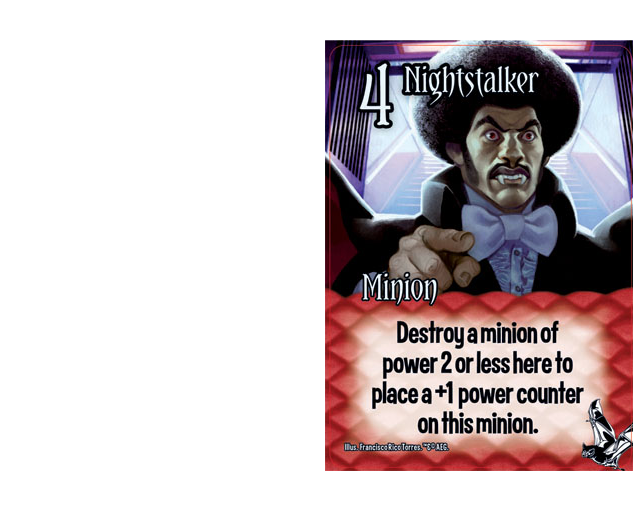 4 Nightstalker
Minion
Destroy a minion of
power 2 or less here to
place a +1 power counter
on this minion.
Illus. Francisco Rico Torres. ™©º AEG.